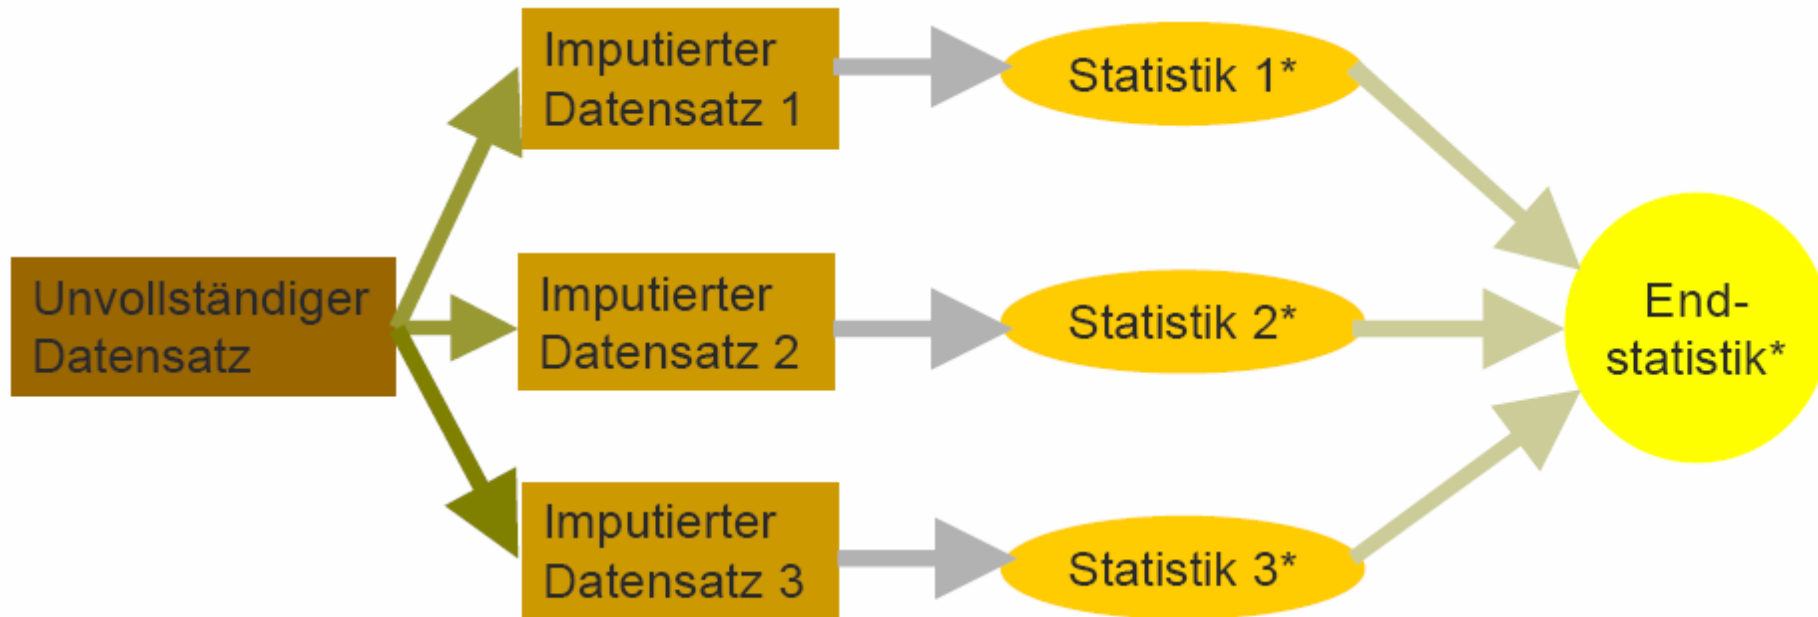 Unvollständiger
Datensatz
Imputierter
Datensatz 1
Imputierter
Datensatz 2
Imputierter
Datensatz 3
Statistik 1*
Statistik 2*
Statistik 3*
End-
statistik*